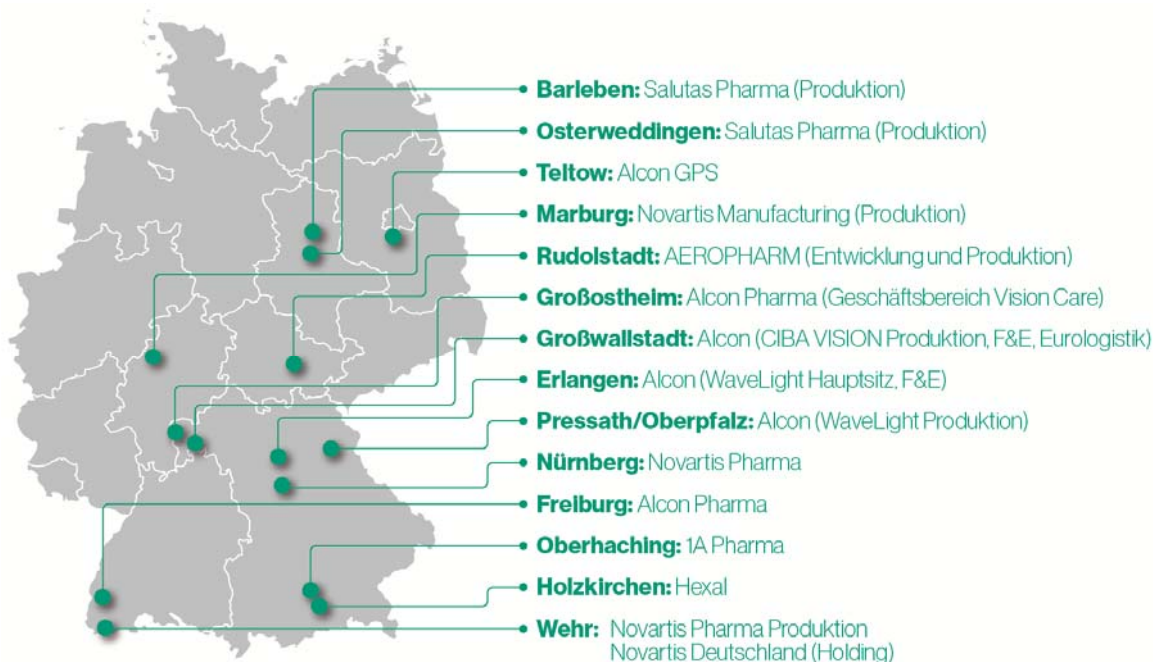 Barleben: Salutas Pharma (Produktion)
Osterweddingen: Salutas Pharma (Produktion)
Teltow: Alcon GPS
Marburg: Novartis Manufacturing (Produktion)
Rudolstadt: AEROPHARM (Entwicklung und Produktion)
Großostheim: Alcon Pharma (Geschäftsbereich Vision Care)
Großwallstadt: Alcon (CIBA VISION Produktion, F&E, Eurologistik)
Erlangen: Alcon (WaveLight Hauptsitz, F&E)
Pressath/Oberpfalz: Alcon (WaveLight Produktion)
Nürnberg: Novartis Pharma
Freiburg: Alcon Pharma
Oberhaching: 1A Pharma
Holzkirchen: Hexal
Wehr: Novartis Pharma Produktion
Novartis Deutschland (Holding)